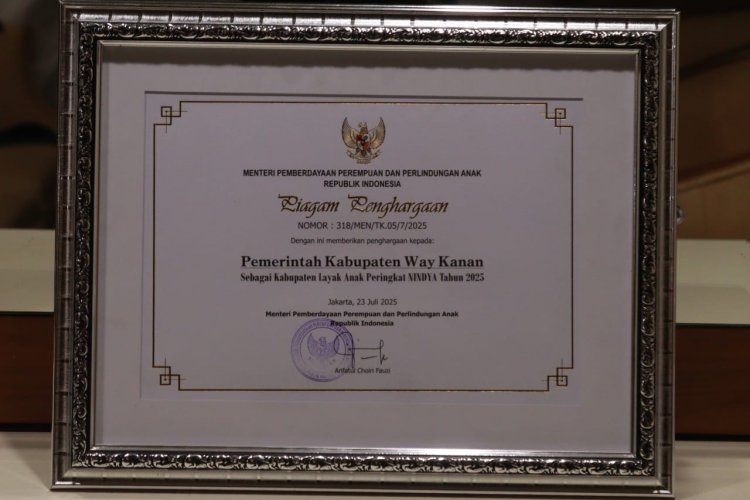 MENTERI PEMBERDAYAAN PEREMPUAN DAN PERLINDUNGAN ANAK
REPUBLIK INDONESIA
Piagam Penghargaan
NOMOR : 318/MEN/TK.05/7/2025
Dengan ini memberikan penghargaan kepada:
Pemerintah Kabupaten Way Kanan
Sebagai Kabupaten Layak Anak Peringkat NINDYA Tahun 2025
Jakarta, 23 Juli 2025
Menteri Pemberdayaan Perempuan dan Perlindungan Anak
Republik Indonesia
Arifatul Choiri Fauzi